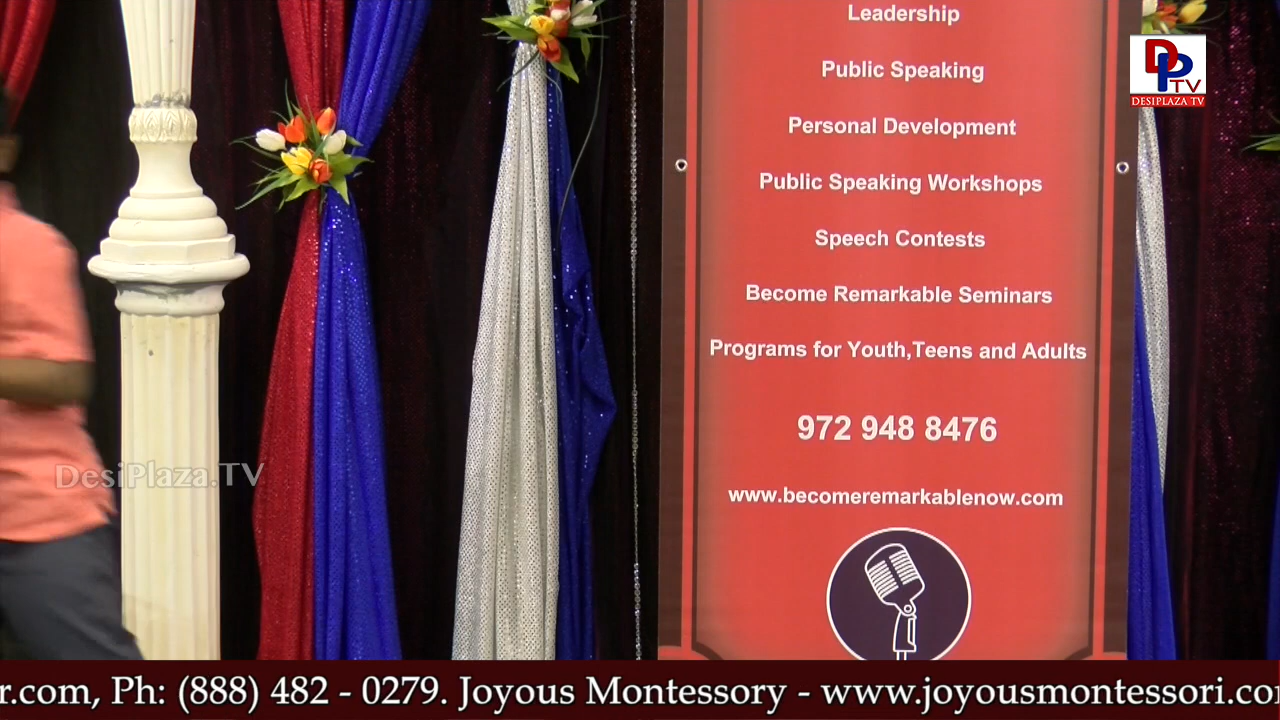 Leadership
Public Speaking
Personal Development
Public Speaking Workshops
Speech Contests
Become Remarkable Seminars
Programs for Youth,Teens and Adults
972 948 8476
www.becomeremarkablenow.com
DP
TV
DESIPLAZA TV
DesiPlaza.TV
r.com, Ph: (888) 482 - 0279. Joyous Montessory - www.joyousmontessori.co